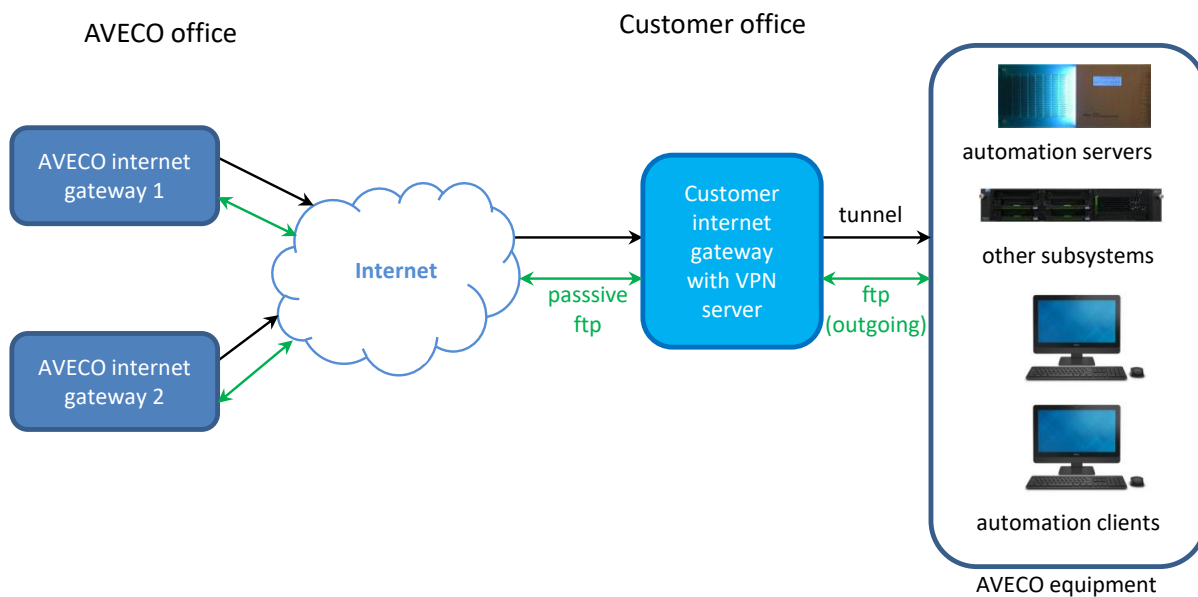 AVECO office
Customer office
AVECO internet
gateway 1
AVECO internet
gateway 2
Internet
passsive
ftp
Customer
internet
gateway
with VPN
server
tunnel
ftp
(outgoing)
automation servers
other subsystems
automation clients
AVECO equipment